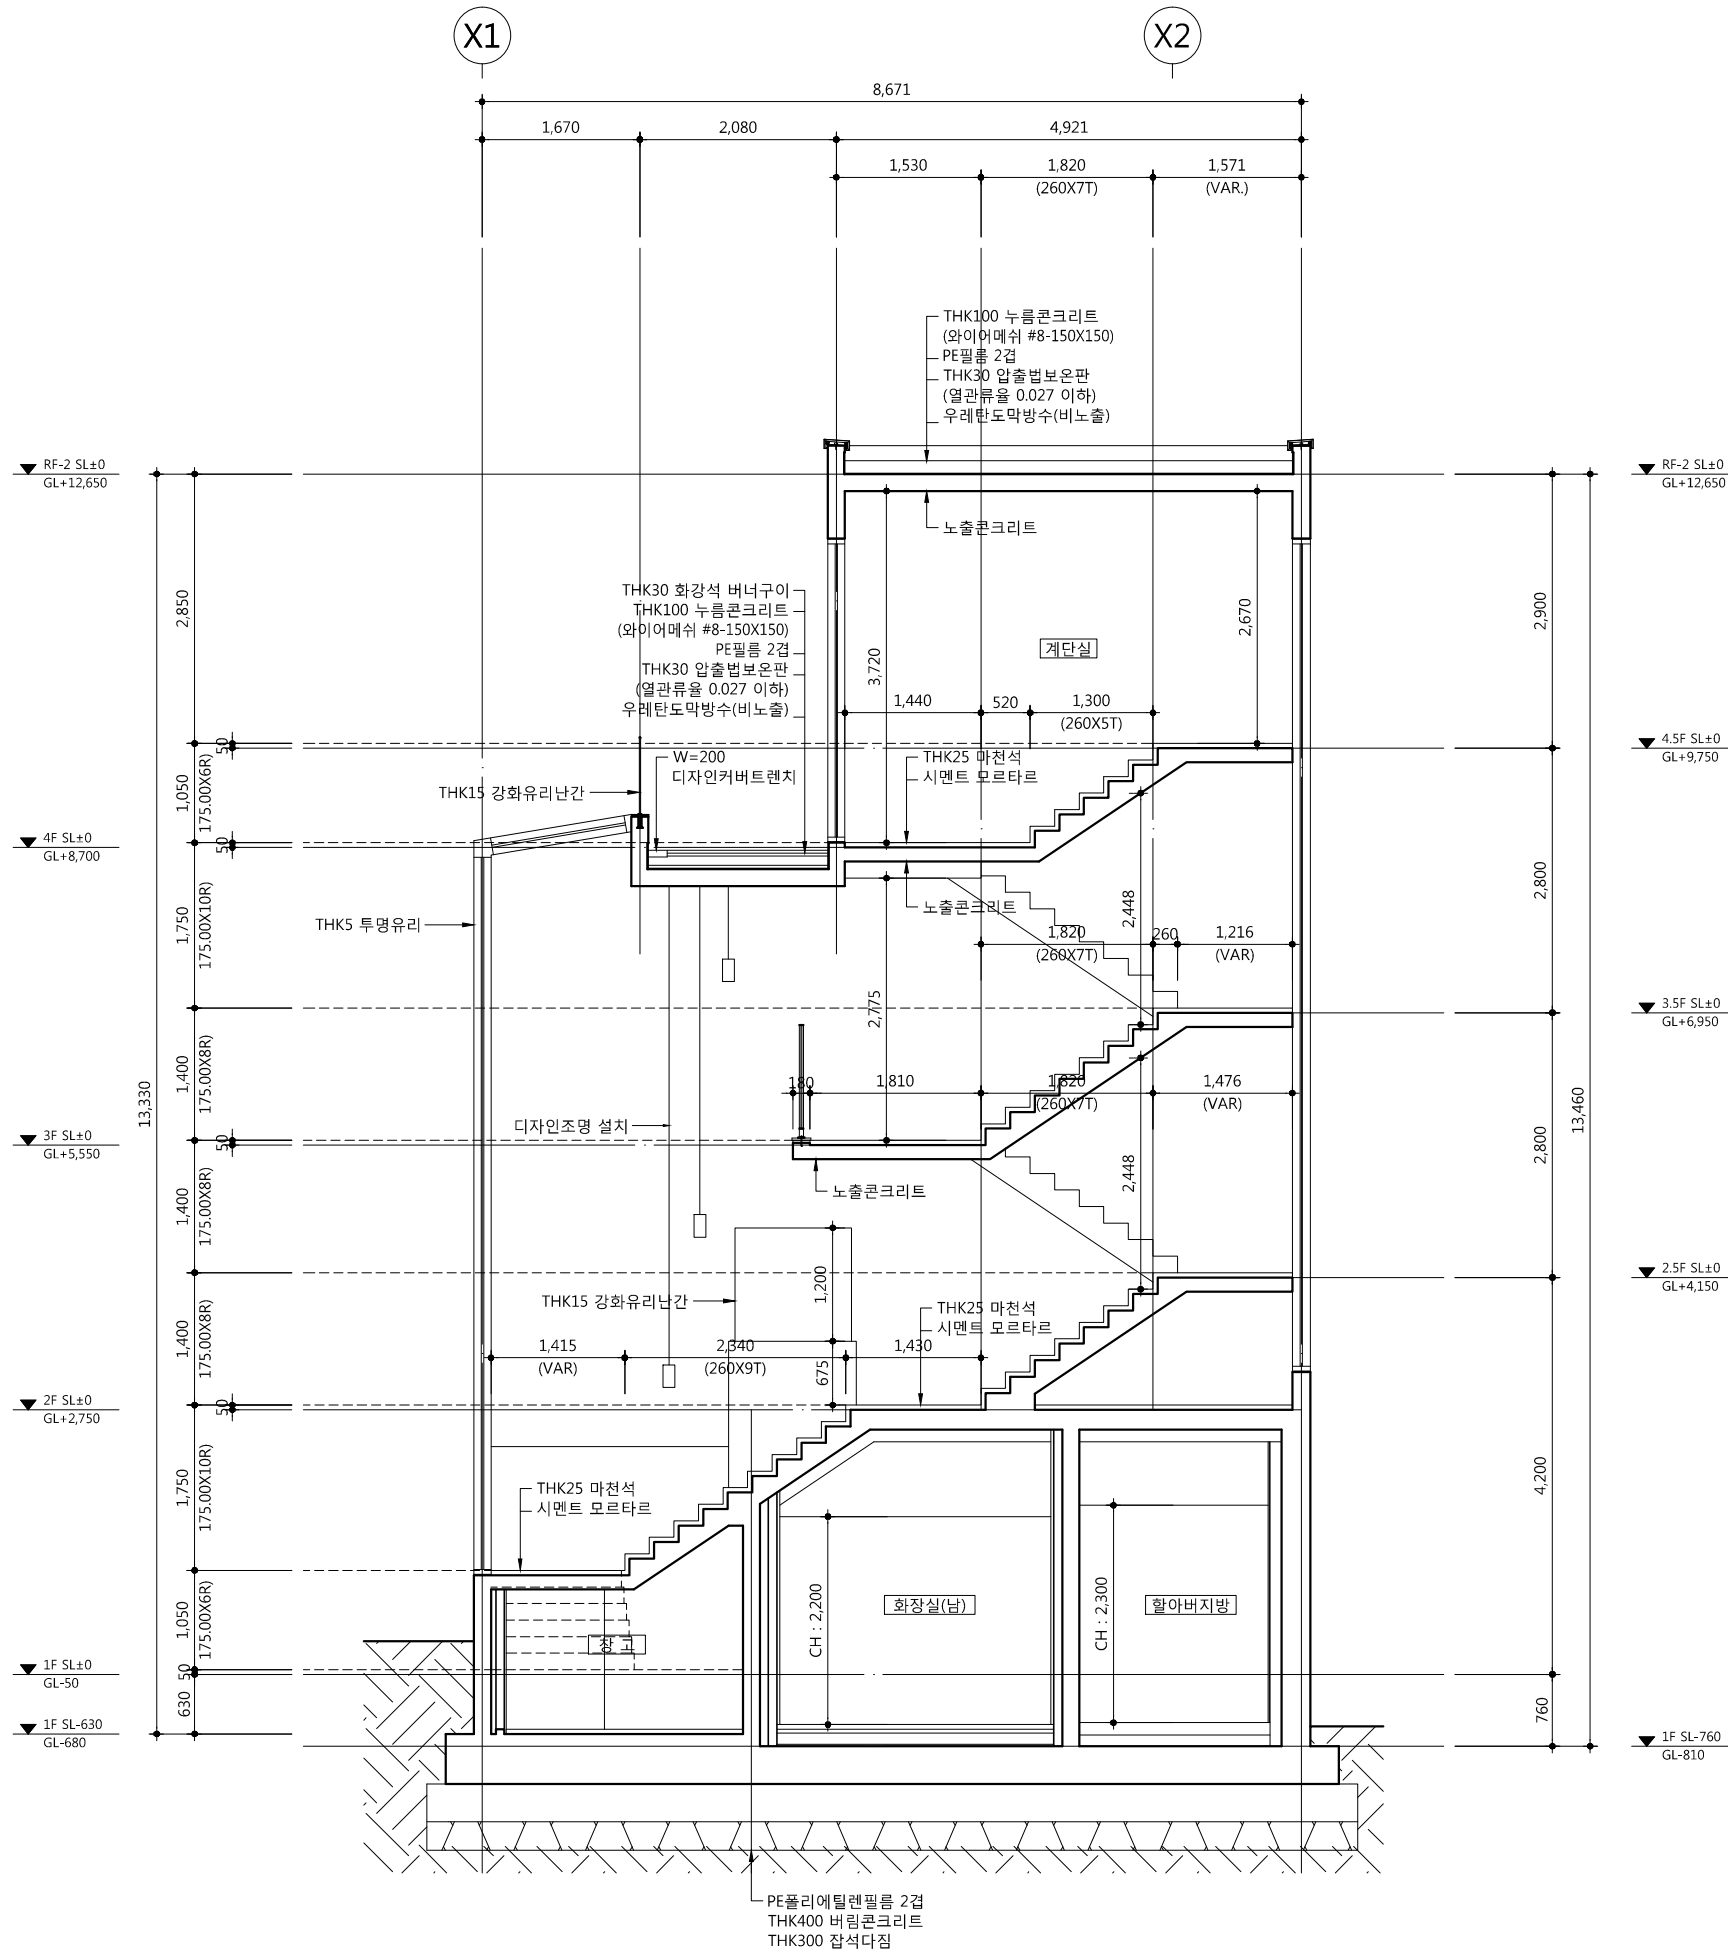 X1
X2
8,671
1,670
2,080
4,921
1,530
1,820
1,571
(260X7T)
(VAR.)
THK100 누름콘크리트
(와이어메쉬 #8-150X150)
PE필름 2겹
THK30 압출법보온판
(열관류율 0.027 이하)
우레탄도막방수(비노출)
RF-2 SL±0
GL+12,650
RF-2 SL±0
GL+12,650
노출콘크리트
THK30 화강석 버너구이
THK100 누름콘크리트
(와이어메쉬 #8-150X150)
PE필름 2겹
THK30 압출법보온판
(열관류율 0.027 이하)
우레탄도막방수(비노출)
2,850
3,720
계단실
2,670
2,900
1,440
520
1,300
(260X5T)
50
4.5F SL±0
GL+9,750
W=200
디자인커버트렌치
THK25 마천석
시멘트 모르타르
THK15 강화유리난간
1,050
175.00X6R)
4F SL±0
GL+8,700
50
2,800
THK5 투명유리
노출콘크리트
2,448
1,750
175.00X10R)
1,820
260
1,216
(260X7T)
(VAR)
2,775
3.5F SL±0
GL+6,950
1,400
175.00X8R)
13,330
180
1,810
1,820
1,476
(260X7T)
(VAR)
13,460
디자인조명 설치
3F SL±0
GL+5,550
50
2,800
2,448
노출콘크리트
1,400
175.00X8R)
1,200
2.5F SL±0
GL+4,150
THK15 강화유리난간
THK25 마천석
시멘트 모르타르
1,400
175.00X8R)
1,415
2,340
1,430
(VAR)
(260X9T)
675
2F SL±0
GL+2,750
50
4,200
THK25 마천석
시멘트 모르타르
1,750
175.00X10R)
1,050
175.00X6R)
CH : 2,200
화장실(남)
CH : 2,300
할아버지방
창 고
1F SL±0
GL-50
50
630
760
1F SL-630
GL-680
1F SL-760
GL-810
PE폴리에틸렌필름 2겹
THK400 버림콘크리트
THK300 잡석다짐